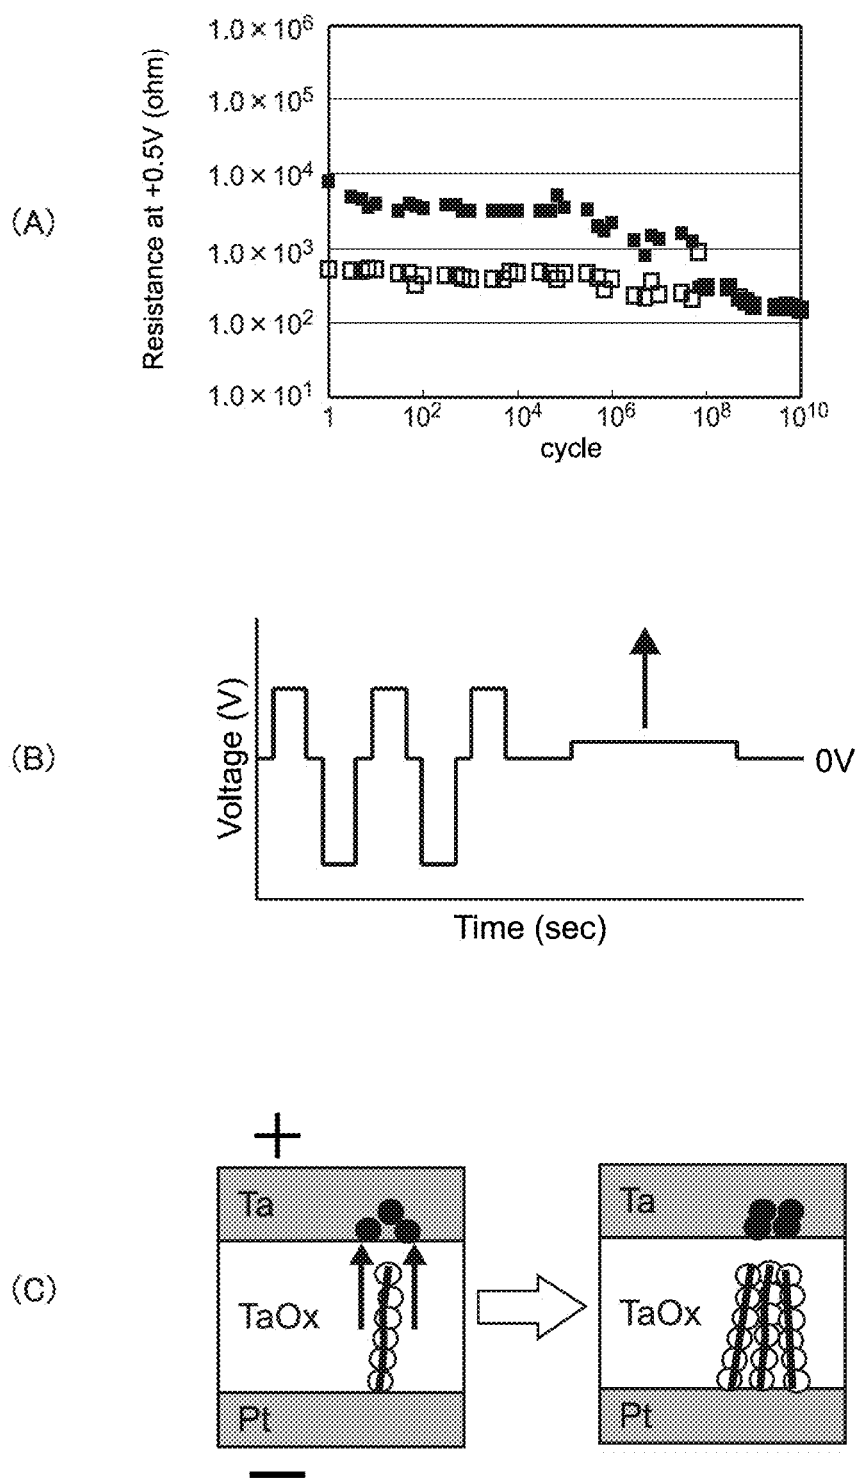 (A)
Resistance at +0.5V (ohm)
1.0 × 10⁶
1.0 × 10⁵
1.0 × 10⁴
1.0 × 10³
1.0 × 10²
1.0 × 10¹
1 10² 10⁴ 10⁶ 10⁸ 10¹⁰
cycle
(B)
Voltage (V)
0V
Time (sec)
(C)
+
Ta
TaOx
Pt
−
Ta
TaOx
Pt